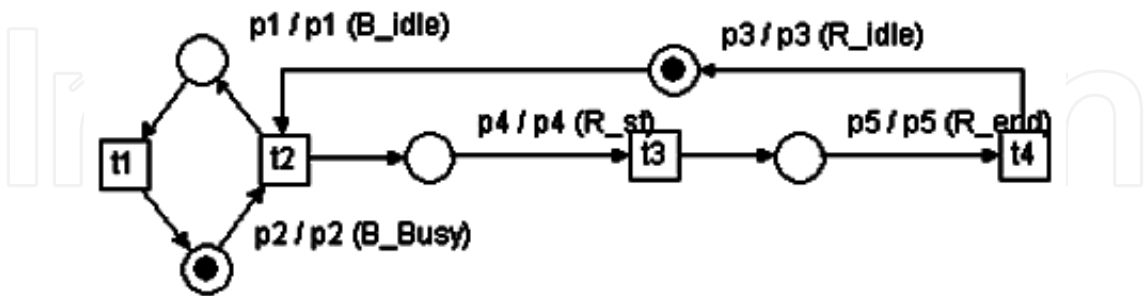 p1 / p1 (B_idle)
p3 / p3 (R_idle)
p4 / p4 (R_st)
p5 / p5 (R_end)
t1
t2
t3
t4
p2 / p2 (B_Busy)